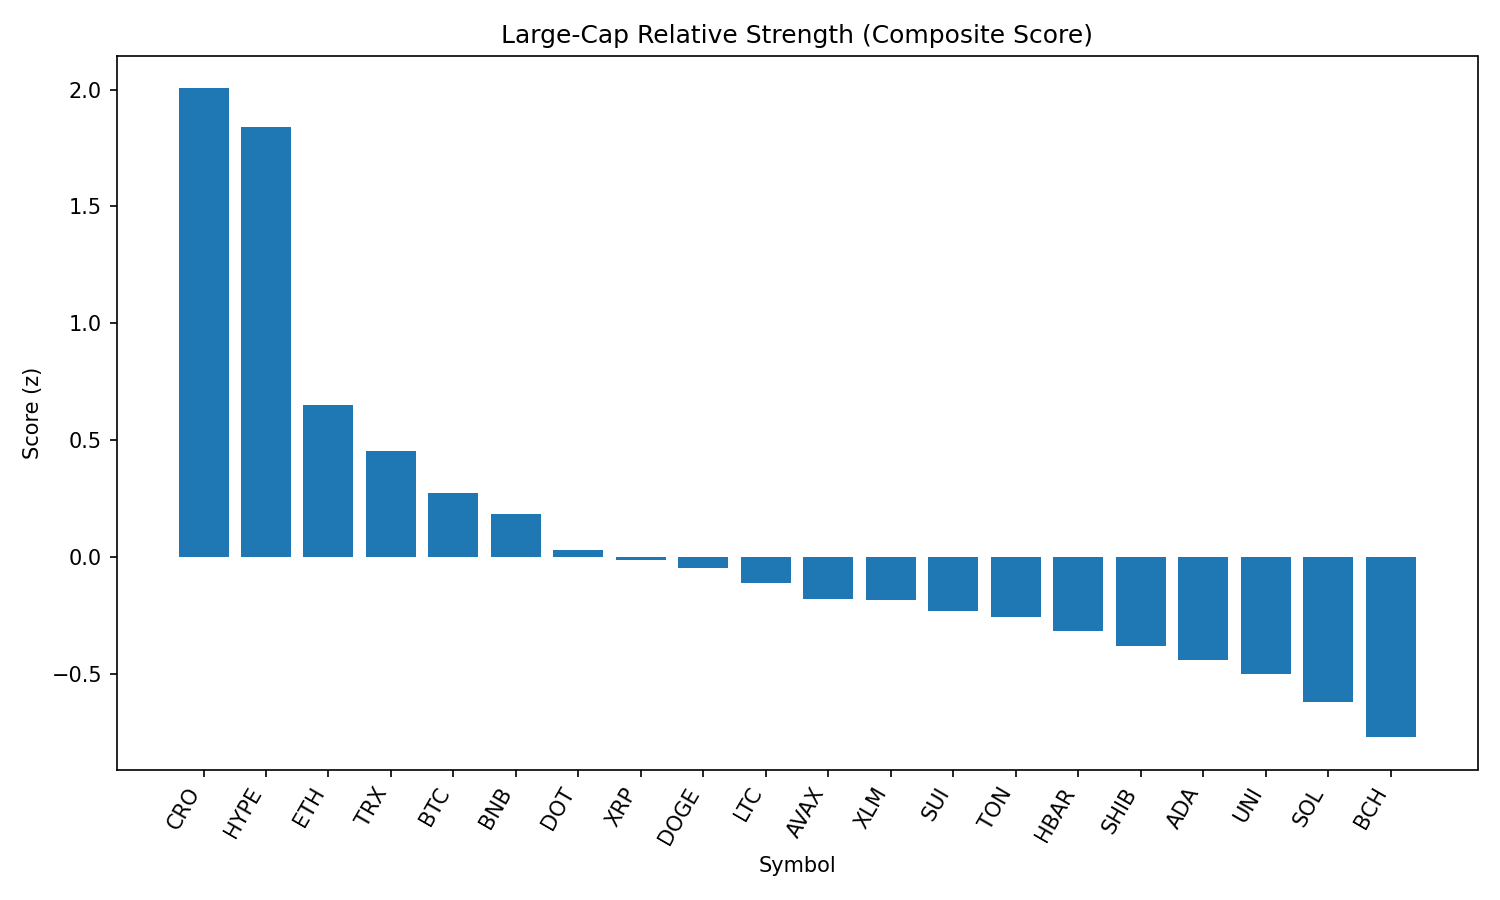 Large-Cap Relative Strength (Composite Score)
2.0
1.5
1.0
0.5
0.0
−0.5
Score (z)
CRO
HYPE
ETH
TRX
BTC
BNB
DOT
XRP
DOGE
LTC
AVAX
XLM
SUI
TON
HBAR
SHIB
ADA
UNI
SOL
BCH
Symbol